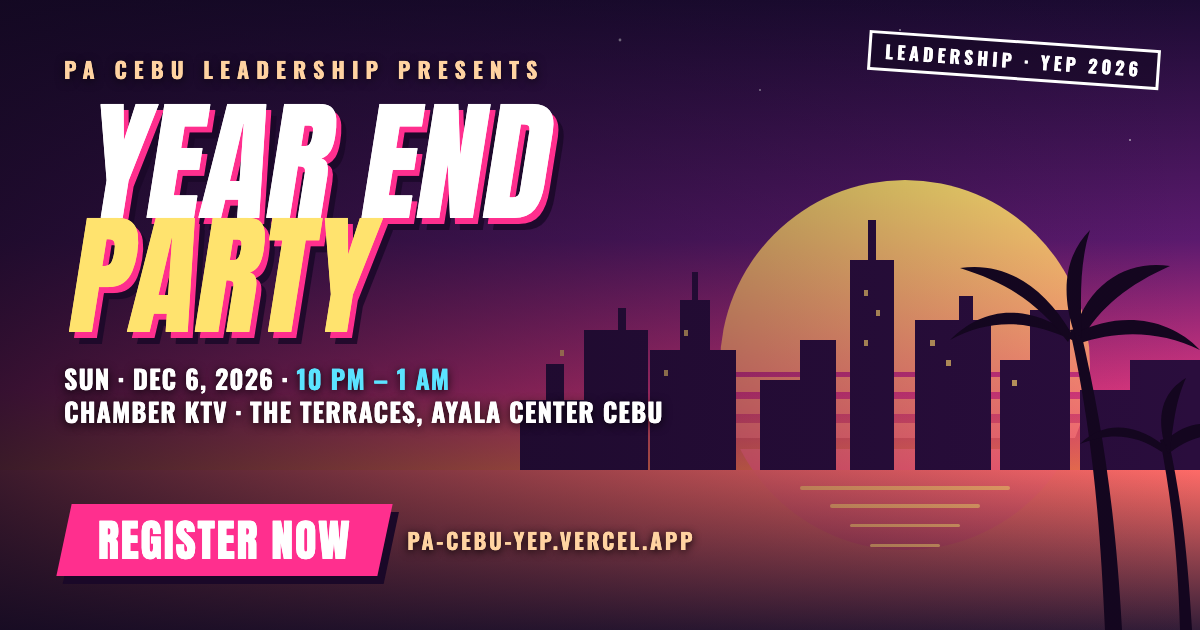 PA CEBU LEADERSHIP PRESENTS
LEADERSHIP · YEP 2026
YEAR END
PARTY
SUN · DEC 6, 2026 · 10 PM – 1 AM
CHAMBER KTV · THE TERRACES, AYALA CENTER CEBU
REGISTER NOW
PA-CEBU-YEP.VERCEL.APP